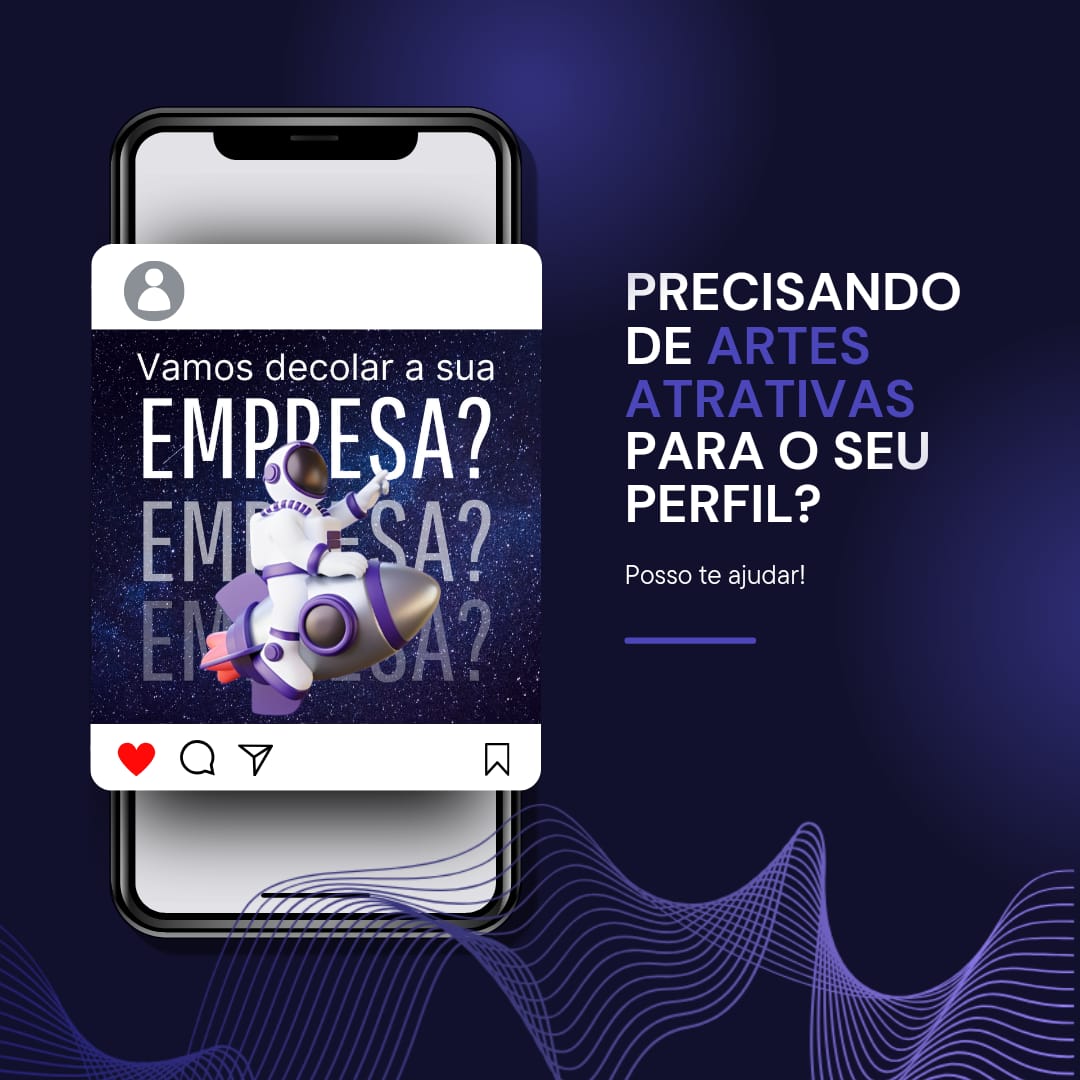 Vamos decolar a sua
EMPRESA?
EMPRESA?
EMPRESA?
PRECISANDO
DE ARTES
ATRATIVAS
PARA O SEU
PERFIL?
Posso te ajudar!